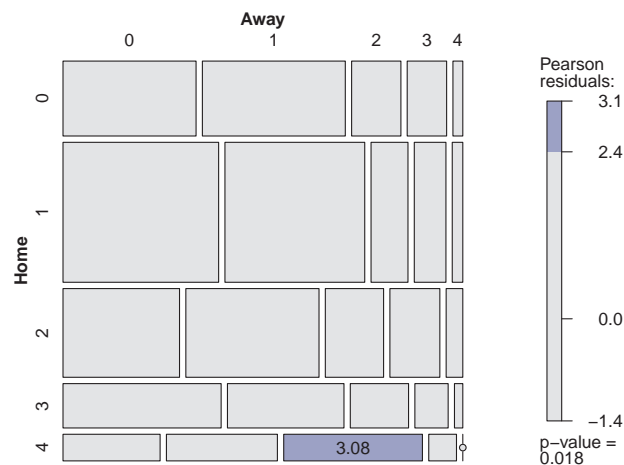 Away
0 1 2 3 4
Home
0
1
2
3
4
3.08
Pearson
residuals:
3.1
2.4
0.0
−1.4
p−value =
0.018